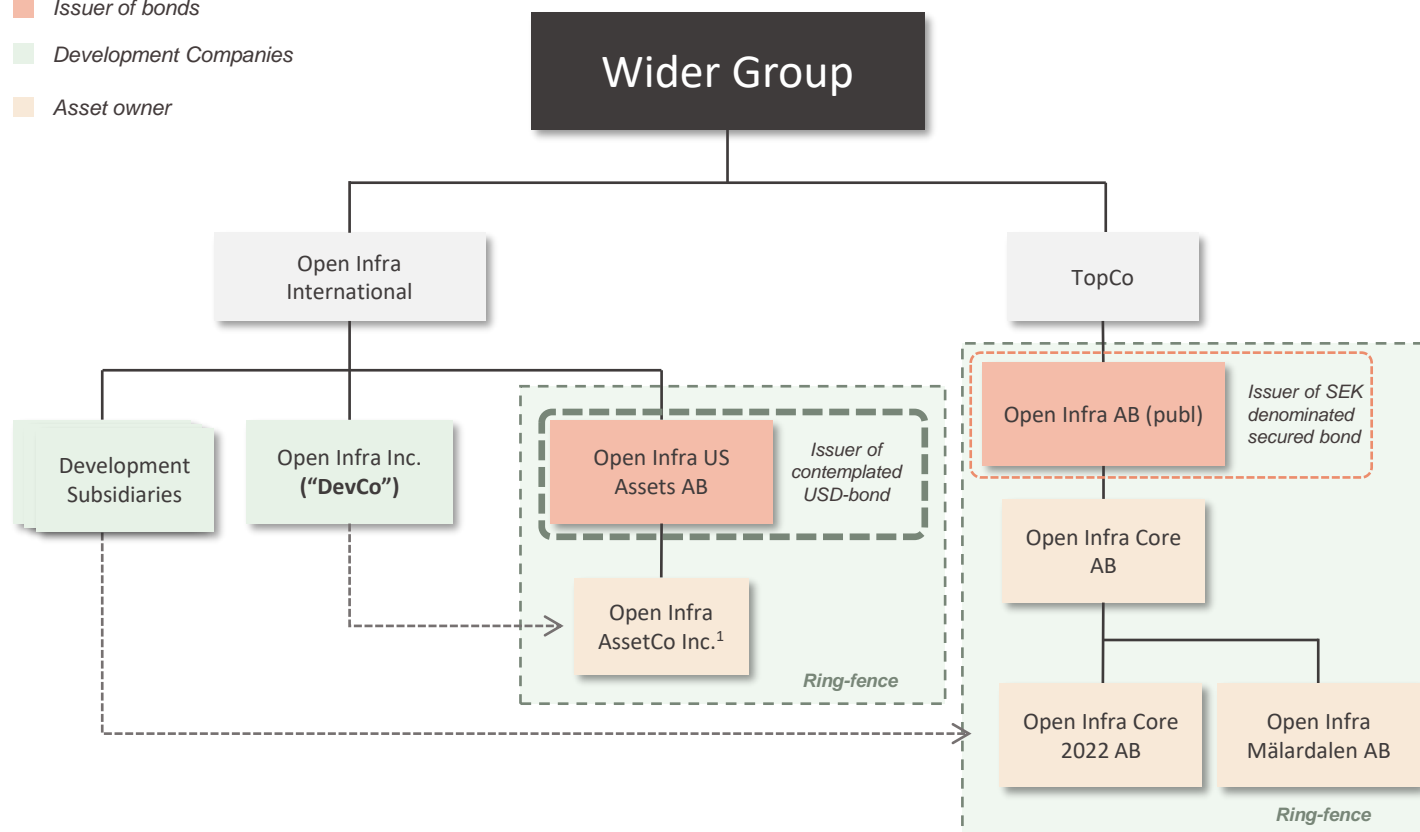 Issuer of bonds
Development Companies
Asset owner
Wider Group
Open Infra
International
TopCo
Development
Subsidiaries
Open Infra Inc.
(“DevCo”)
Open Infra US
Assets AB
Issuer of
contemplated
USD-bond
Open Infra AB (publ)
Issuer of SEK
denominated
secured bond
Open Infra
AssetCo Inc.1
Ring-fence
Open Infra Core
AB
Open Infra Core
2022 AB
Open Infra
Mälardalen AB
Ring-fence